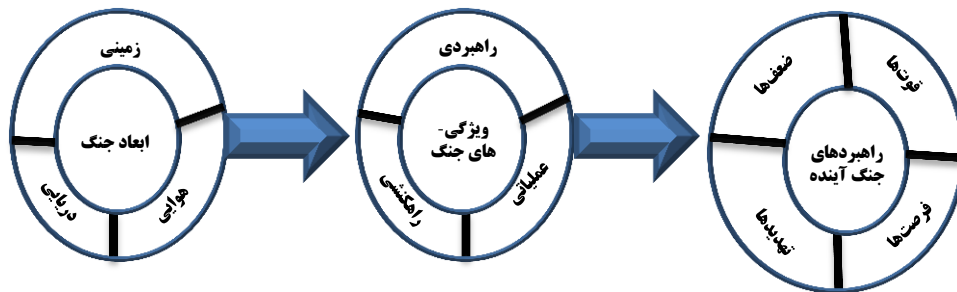 زمینی
ابعاد جنگ
دریایی
هوایی
راهبردی
ویژگی-
های جنگ
راهکنشی
عملیاتی
ضعف‌ها
قوت‌ها
راهبردهای
جنگ آینده
تهدیدها
فرصت‌ها